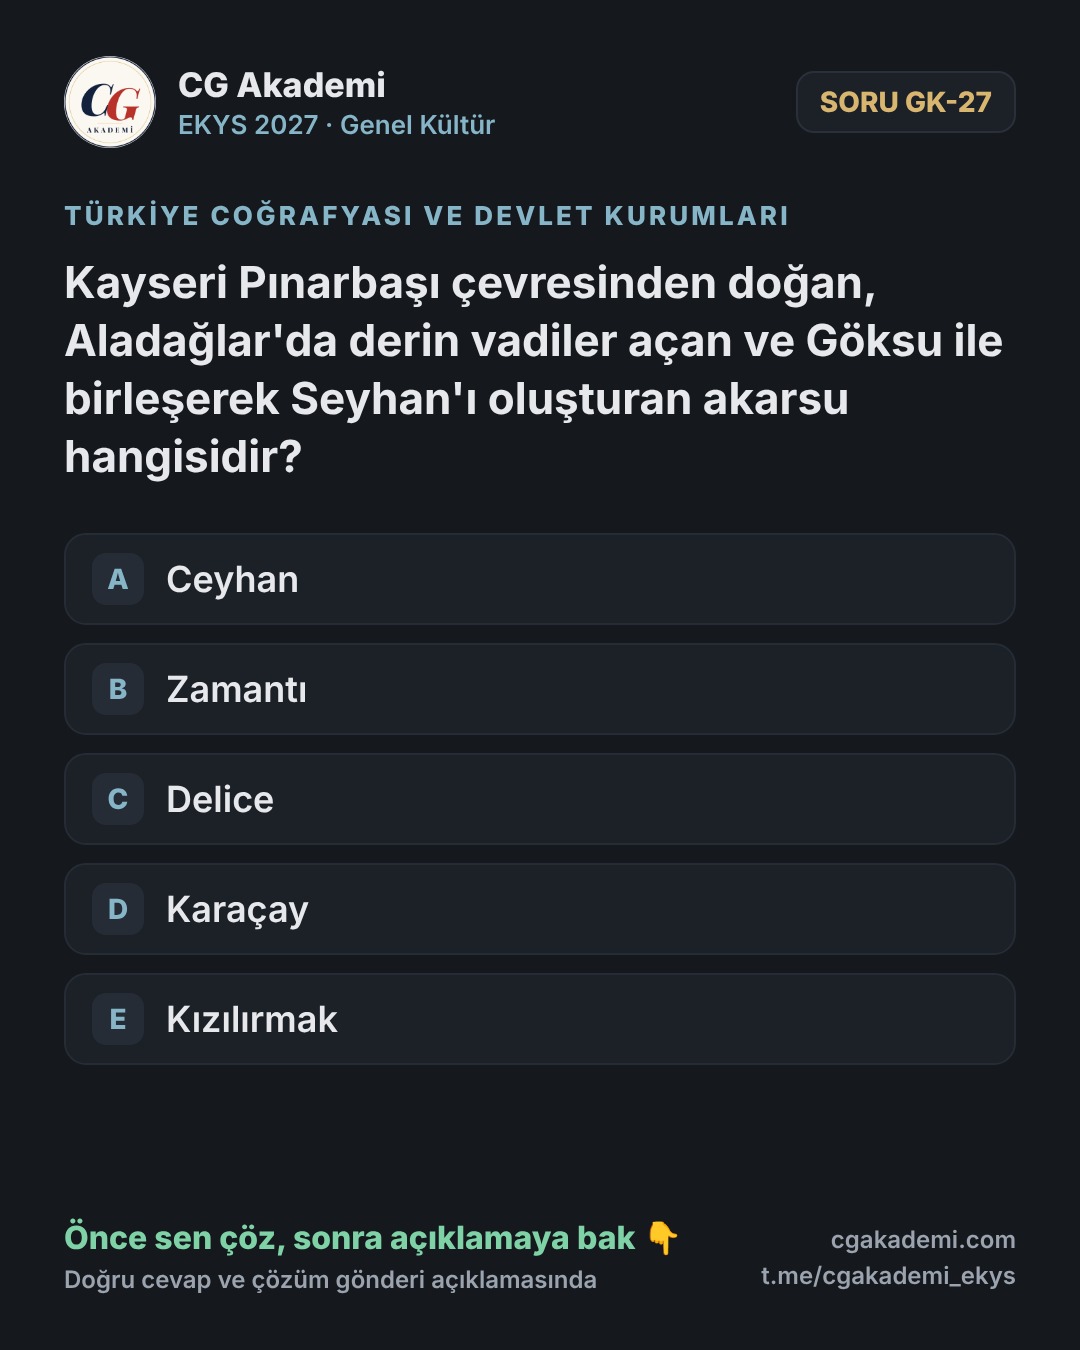 CG
AKADEMİ
CG Akademi
EKYS 2027 · Genel Kültür
SORU GK-27
TÜRKİYE COĞRAFYASI VE DEVLET KURUMLARI
Kayseri Pınarbaşı çevresinden doğan,
Aladağlar'da derin vadiler açan ve Göksu ile
birleşerek Seyhan'ı oluşturan akarsu
hangisidir?
A Ceyhan
B Zamantı
C Delice
D Karaçay
E Kızılırmak
Önce sen çöz, sonra açıklamaya bak 👇
Doğru cevap ve çözüm gönderi açıklamasında
cgakademi.com
t.me/cgakademi_ekys